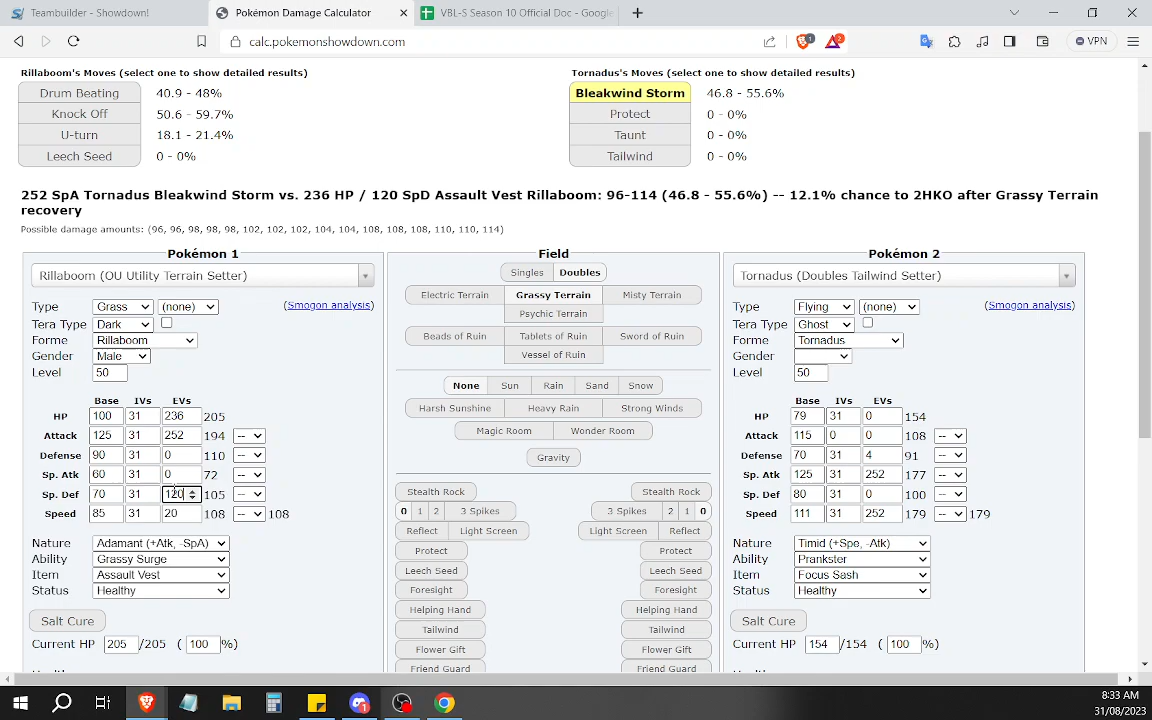 Teambuilder - Showdown!
Pokémon Damage Calculator
VBL-S Season 10 Official Doc - Google
calc.pokemonshowdown.com
1
2
VPN
Rillaboom's Moves (select one to show detailed results)
Tornadus's Moves (select one to show detailed results)
Drum Beating 40.9 - 48%
Bleakwind Storm 46.8 - 55.6%
Knock Off 50.6 - 59.7%
Protect 0 - 0%
U-turn 18.1 - 21.4%
Taunt 0 - 0%
Leech Seed 0 - 0%
Tailwind 0 - 0%
252 SpA Tornadus Bleakwind Storm vs. 236 HP / 120 SpD Assault Vest Rillaboom: 96-114 (46.8 - 55.6%) -- 12.1% chance to 2HKO after Grassy Terrain
recovery
Possible damage amounts: (96, 96, 98, 98, 98, 102, 102, 102, 104, 104, 108, 108, 108, 110, 110, 114)
Pokémon 1
Rillaboom (OU Utility Terrain Setter)
Type Grass (none) (Smogon analysis)
Tera Type Dark
Forme Rillaboom
Gender Male
Level 50
Base IVs EVs
HP 100 31 236 205
Attack 125 31 252 194 --
Defense 90 31 0 110 --
Sp. Atk 60 31 0 72 --
Sp. Def 70 31 120 105 --
Speed 85 31 20 108 -- 108
Nature Adamant (+Atk, -SpA)
Ability Grassy Surge
Item Assault Vest
Status Healthy
Salt Cure
Current HP 205 /205 ( 100 %)
Field
Singles Doubles
Electric Terrain Grassy Terrain Misty Terrain
Psychic Terrain
Beads of Ruin Tablets of Ruin Sword of Ruin
Vessel of Ruin
None Sun Rain Sand Snow
Harsh Sunshine Heavy Rain Strong Winds
Magic Room Wonder Room
Gravity
Stealth Rock Stealth Rock
0 1 2 3 Spikes 3 Spikes 2 1 0
Reflect Light Screen Light Screen Reflect
Protect Protect
Leech Seed Leech Seed
Foresight Foresight
Helping Hand Helping Hand
Tailwind Tailwind
Flower Gift Flower Gift
Friend Guard Friend Guard
Pokémon 2
Tornadus (Doubles Tailwind Setter)
Type Flying (none) (Smogon analysis)
Tera Type Ghost
Forme Tornadus
Gender
Level 50
Base IVs EVs
HP 79 31 0 154
Attack 115 0 0 108 --
Defense 70 31 4 91 --
Sp. Atk 125 31 252 177 --
Sp. Def 80 31 0 100 --
Speed 111 31 252 179 -- 179
Nature Timid (+Spe, -Atk)
Ability Prankster
Item Focus Sash
Status Healthy
Salt Cure
Current HP 154 /154 ( 100 %)
8:33 AM
31/08/2023